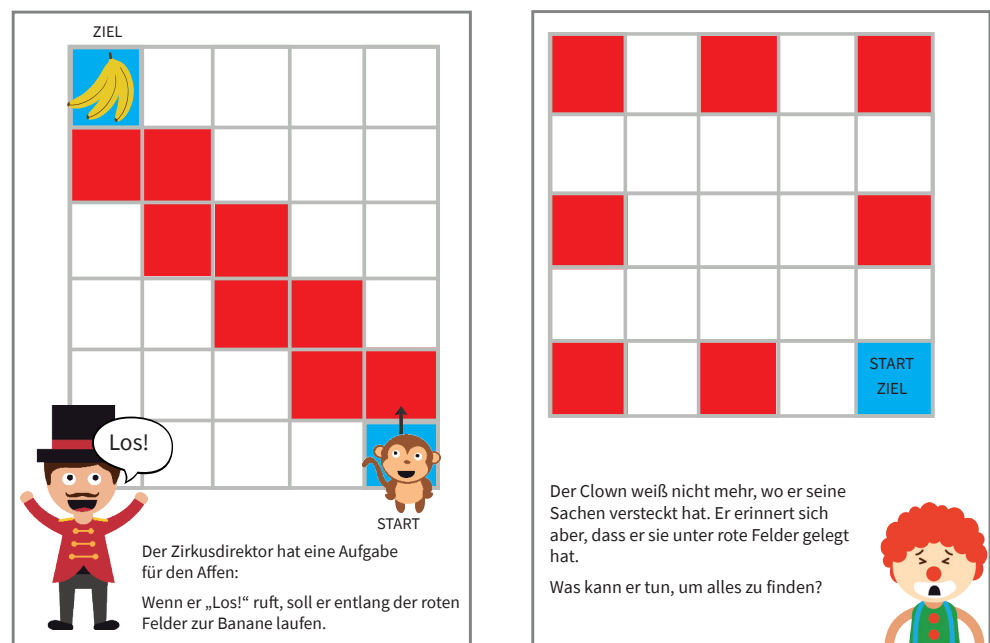 ZIEL
Los!
START
Der Zirkusdirektor hat eine Aufgabe
für den Affen:
Wenn er „Los!“ ruft, soll er entlang der roten
Felder zur Banane laufen.
START
ZIEL
Der Clown weiß nicht mehr, wo er seine
Sachen versteckt hat. Er erinnert sich
aber, dass er sie unter rote Felder gelegt
hat.
Was kann er tun, um alles zu finden?